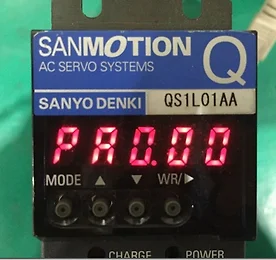 SANMOTION
AC SERVO SYSTEMS Q
SANYO DENKI QS1L01AA
PA0.00
MODE ▲ ▼ WR/▶
CHARGE POWER